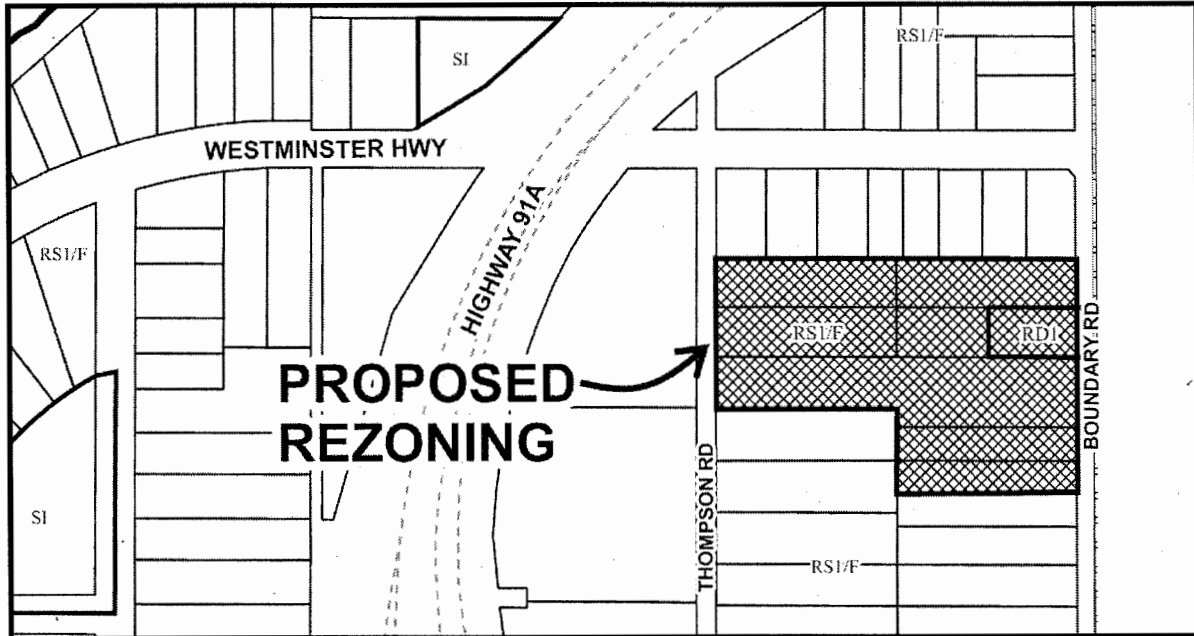 SI
RS1/F
WESTMINSTER HWY
RS1/F
HIGHWAY 91A
RS1/F
RD1
BOUNDARY RD
PROPOSED
REZONING
THOMPSON RD
SI
RS1/F